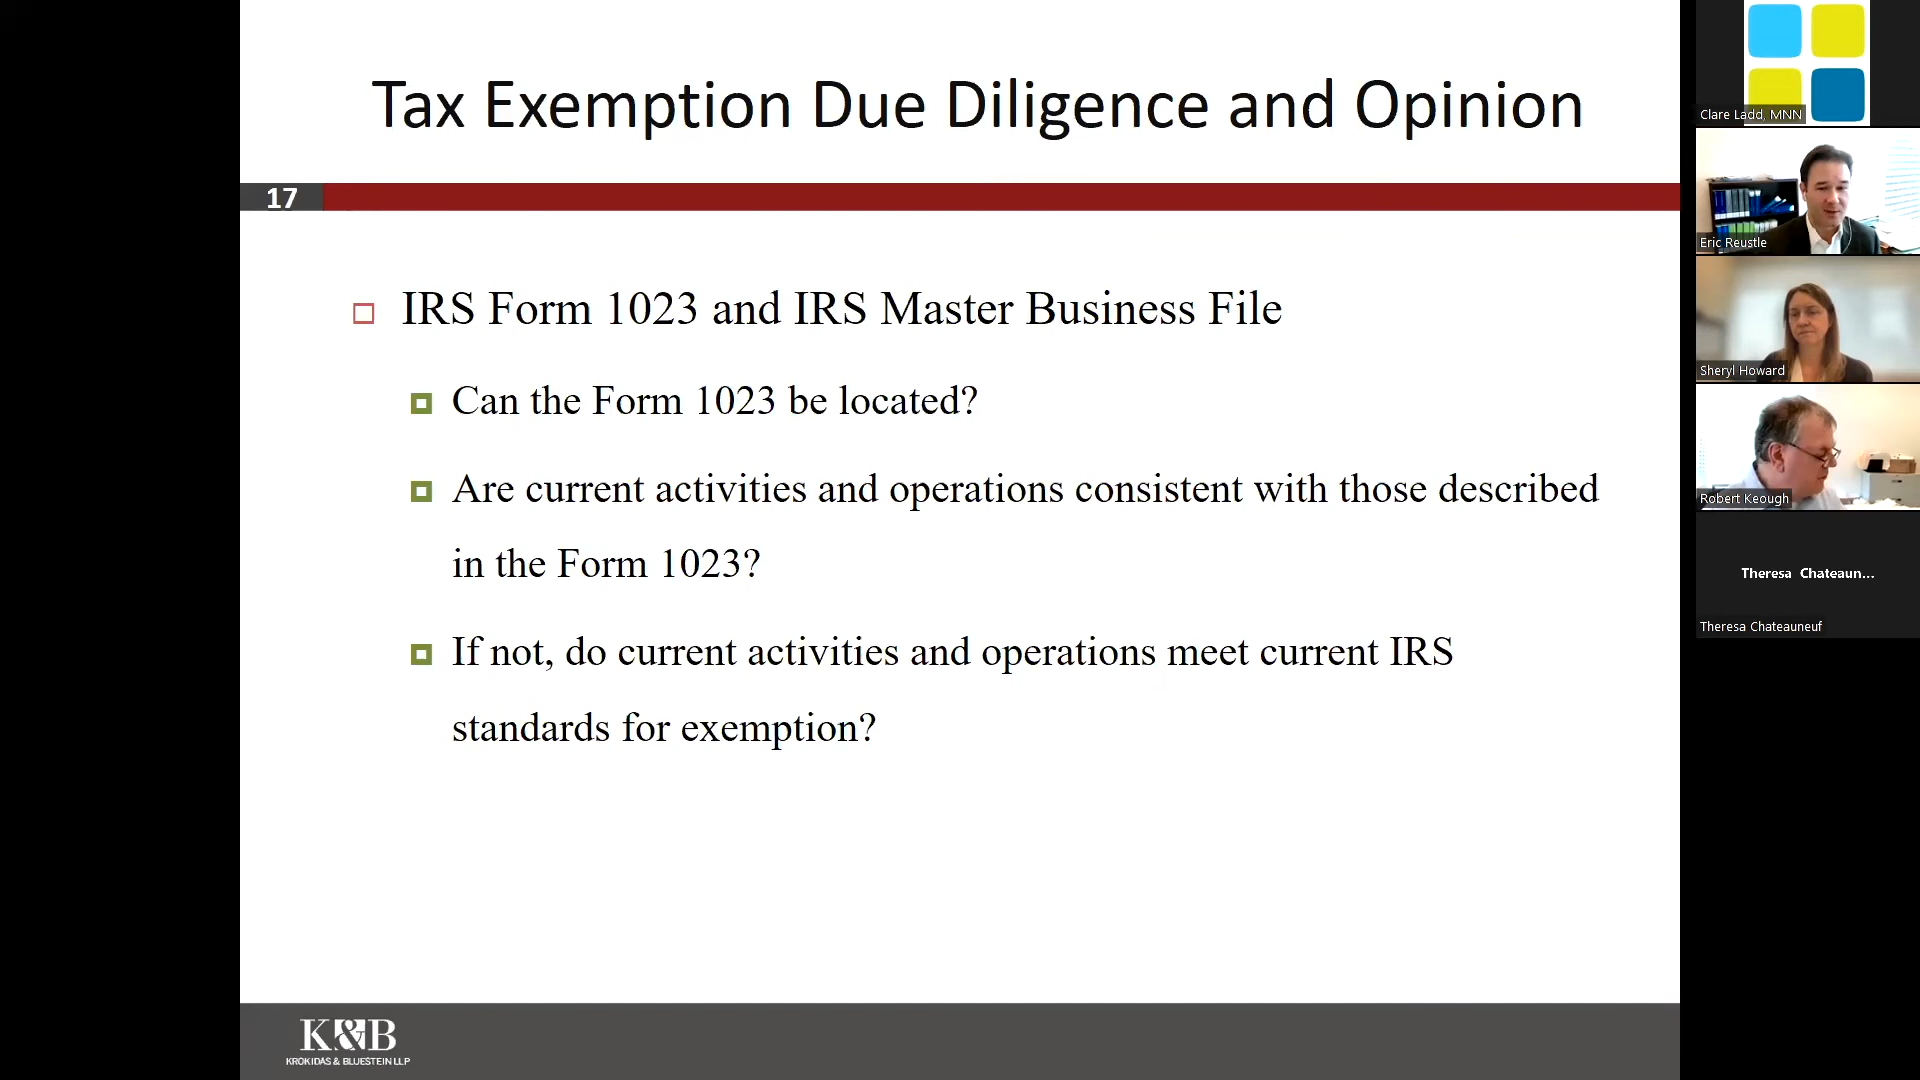 Tax Exemption Due Diligence and Opinion
17
IRS Form 1023 and IRS Master Business File
Can the Form 1023 be located?
Are current activities and operations consistent with those described
in the Form 1023?
If not, do current activities and operations meet current IRS
standards for exemption?
K&B
KROKIDAS & BLUESTEIN LLP
Clare Ladd, MNN
Eric Reustle
Sheryl Howard
Robert Keough
Theresa Chateaun...
Theresa Chateauneuf